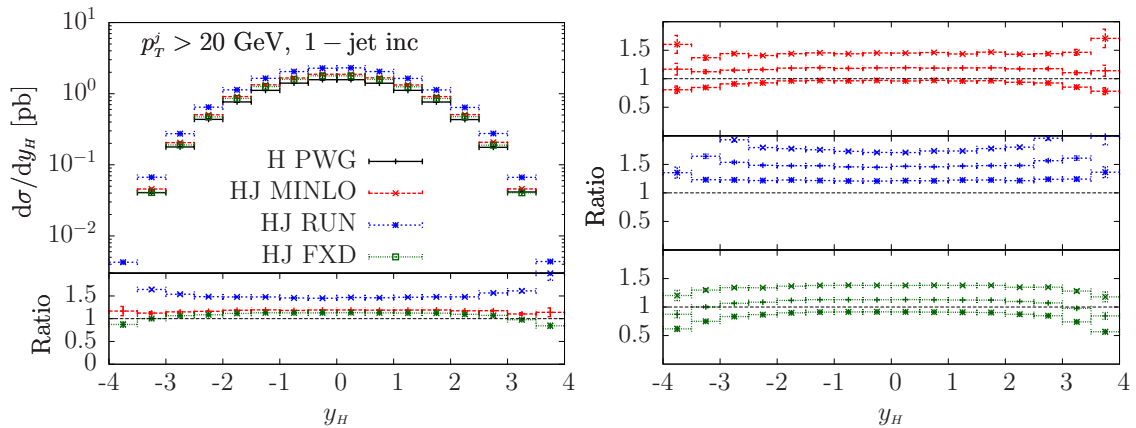 10^1
p_T^j > 20 GeV, 1 − jet inc
10^0
10^-1
10^-2
dσ/dy_H [pb]
H PWG
HJ MINLO
HJ RUN
HJ FXD
Ratio
1.5
1
0.5
0
-4 -3 -2 -1 0 1 2 3 4
y_H
1.5
1
0.5
1.5
1
0.5
1.5
1
0.5
0
Ratio
-4 -3 -2 -1 0 1 2 3 4
y_H